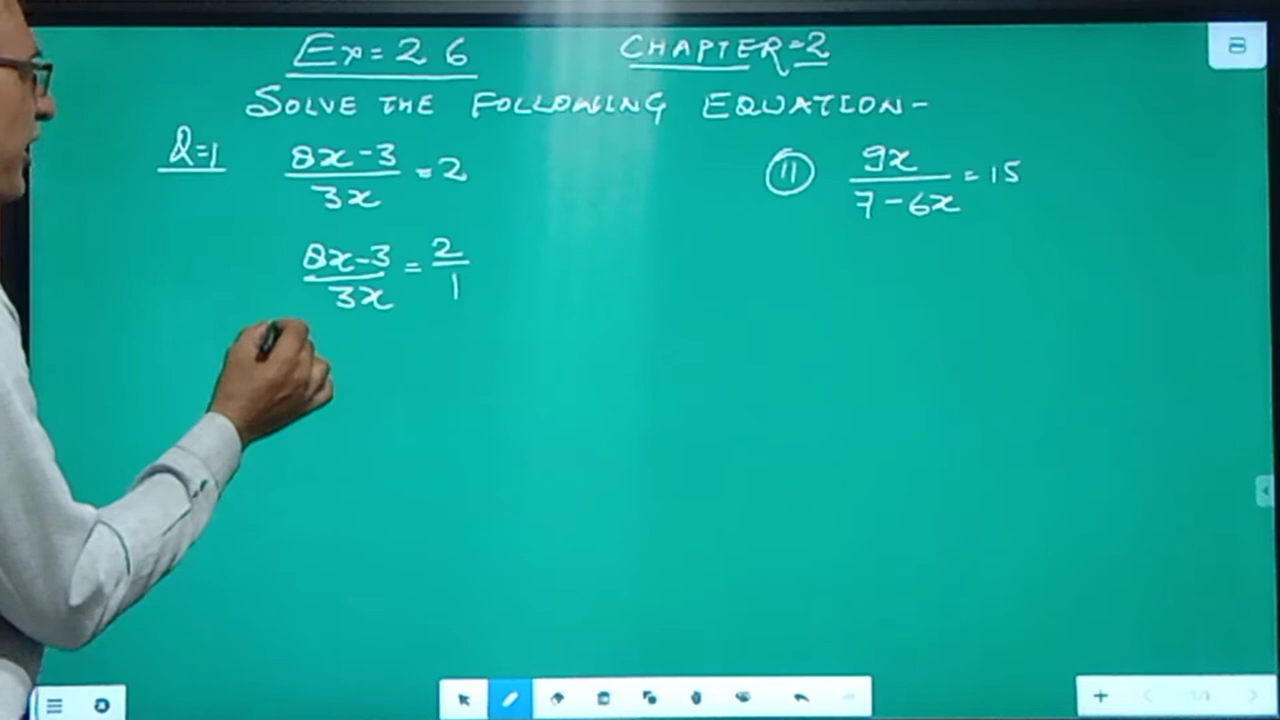 Ex=2 6 CHAPTER=2
SOLVE THE FOLLOWING EQUATION-
Q=1 8x-3/3x =2
(11) 9x/7-6x =15
8x-3/3x = 2/1